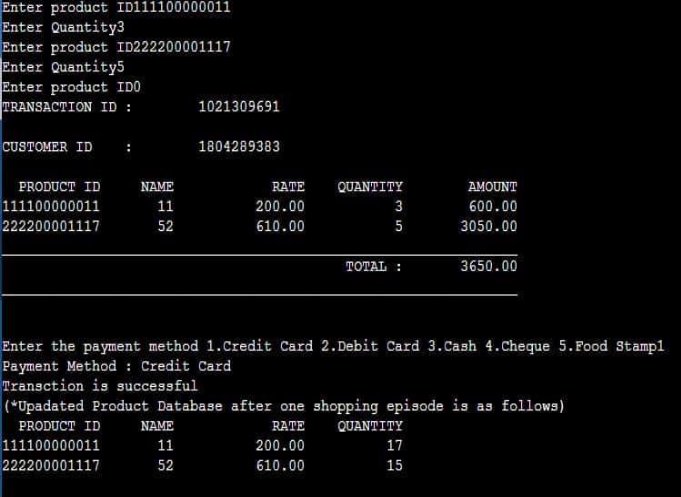 Enter product ID111100000011
Enter Quantity3
Enter product ID222200001117
Enter Quantity5
Enter product ID0
TRANSACTION ID : 1021309691
CUSTOMER ID : 1804289383
PRODUCT ID NAME RATE QUANTITY AMOUNT
111100000011 11 200.00 3 600.00
222200001117 52 610.00 5 3050.00
TOTAL : 3650.00
Enter the payment method 1.Credit Card 2.Debit Card 3.Cash 4.Cheque 5.Food Stamp1
Payment Method : Credit Card
Transction is successful
(*Upadated Product Database after one shopping episode is as follows)
PRODUCT ID NAME RATE QUANTITY
111100000011 11 200.00 17
222200001117 52 610.00 15